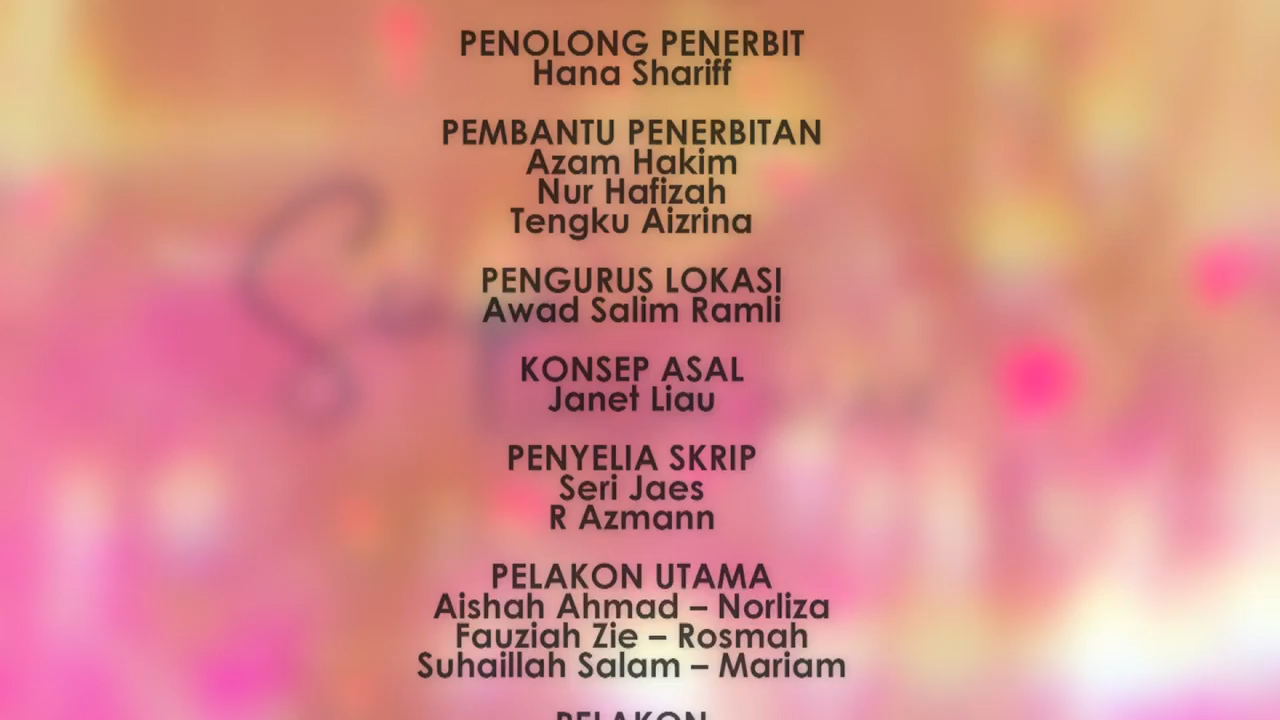 PENOLONG PENERBIT
Hana Shariff
PEMBANTU PENERBITAN
Azam Hakim
Nur Hafizah
Tengku Aizrina
PENGURUS LOKASI
Awad Salim Ramli
KONSEP ASAL
Janet Liau
PENYELIA SKRIP
Seri Jaes
R Azmann
PELAKON UTAMA
Aishah Ahmad – Norliza
Fauziah Zie – Rosmah
Suhaillah Salam – Mariam
PELAKON